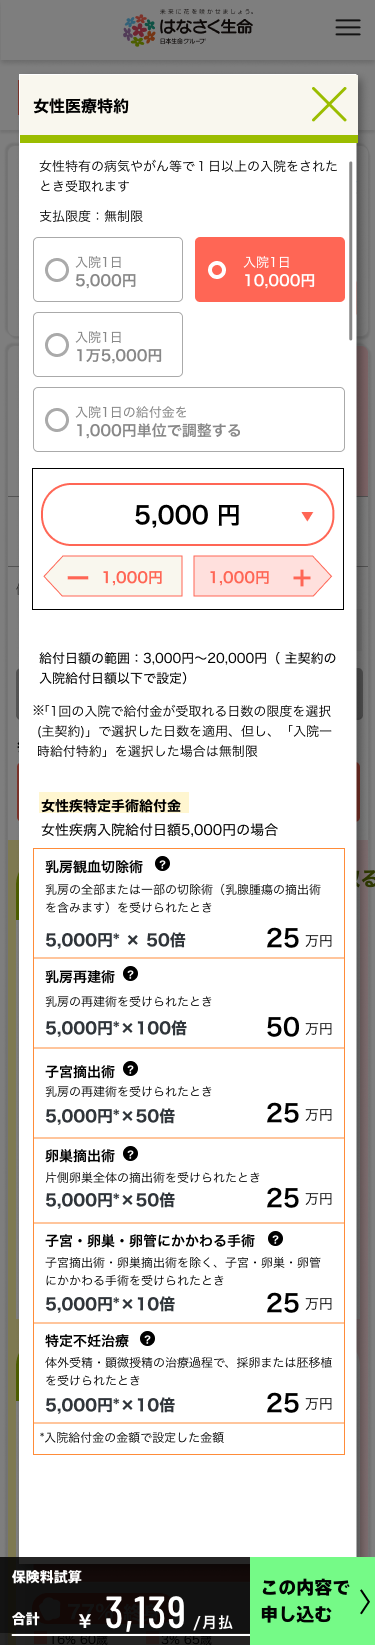 未来に花を咲かせましょう。
はなさく生命
日本生命グループ
女性医療特約
女性特有の病気やがん等で1日以上の入院をされた
とき受取れます
支払限度：無制限
入院1日
5,000円
入院1日
10,000円
入院1日
1万5,000円
入院1日の給付金を
1,000円単位で調整する
5,000 円
1,000円
1,000円
給付日額の範囲：3,000円～20,000円（ 主契約の
入院給付日額以下で設定）
※「1回の入院で給付金が受取れる日数の限度を選択
(主契約)」で選択した日数を適用、但し、「入院一
時給付特約」を選択した場合は無制限
女性疾特定手術給付金
女性疾病入院給付日額5,000円の場合
乳房観血切除術 ?
乳房の全部または一部の切除術（乳腺腫瘍の摘出術
を含みます）を受けられたとき
5,000円* × 50倍 25 万円
乳房再建術 ?
乳房の再建術を受けられたとき
5,000円*×100倍 50 万円
子宮摘出術 ?
乳房の再建術を受けられたとき
5,000円*×50倍 25 万円
卵巣摘出術 ?
片側卵巣全体の摘出術を受けられたとき
5,000円*×50倍 25 万円
子宮・卵巣・卵管にかかわる手術 ?
子宮摘出術・卵巣摘出術を除く、子宮・卵巣・卵管
にかかわる手術を受けられたとき
5,000円*×10倍 25 万円
特定不妊治療 ?
体外受精・顕微授精の治療過程で、採卵または胚移植
を受けられたとき
5,000円*×10倍 25 万円
*入院給付金の金額で設定した金額
保険料試算
合計 ¥ 3,139 /月払
この内容で
申し込む